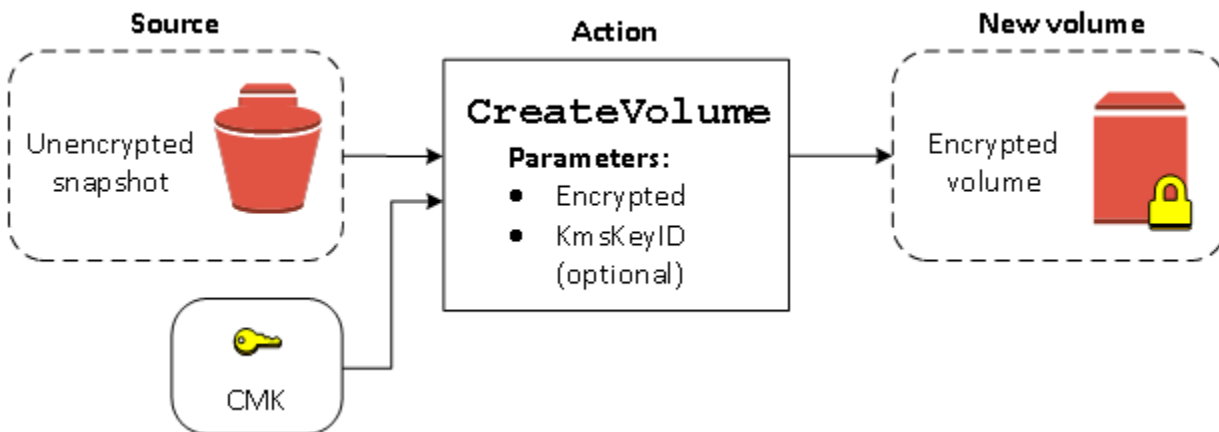 Source
Action
New volume
Unencrypted
snapshot
CreateVolume
Parameters:
● Encrypted
● KmsKeyID
(optional)
Encrypted
volume
CMK